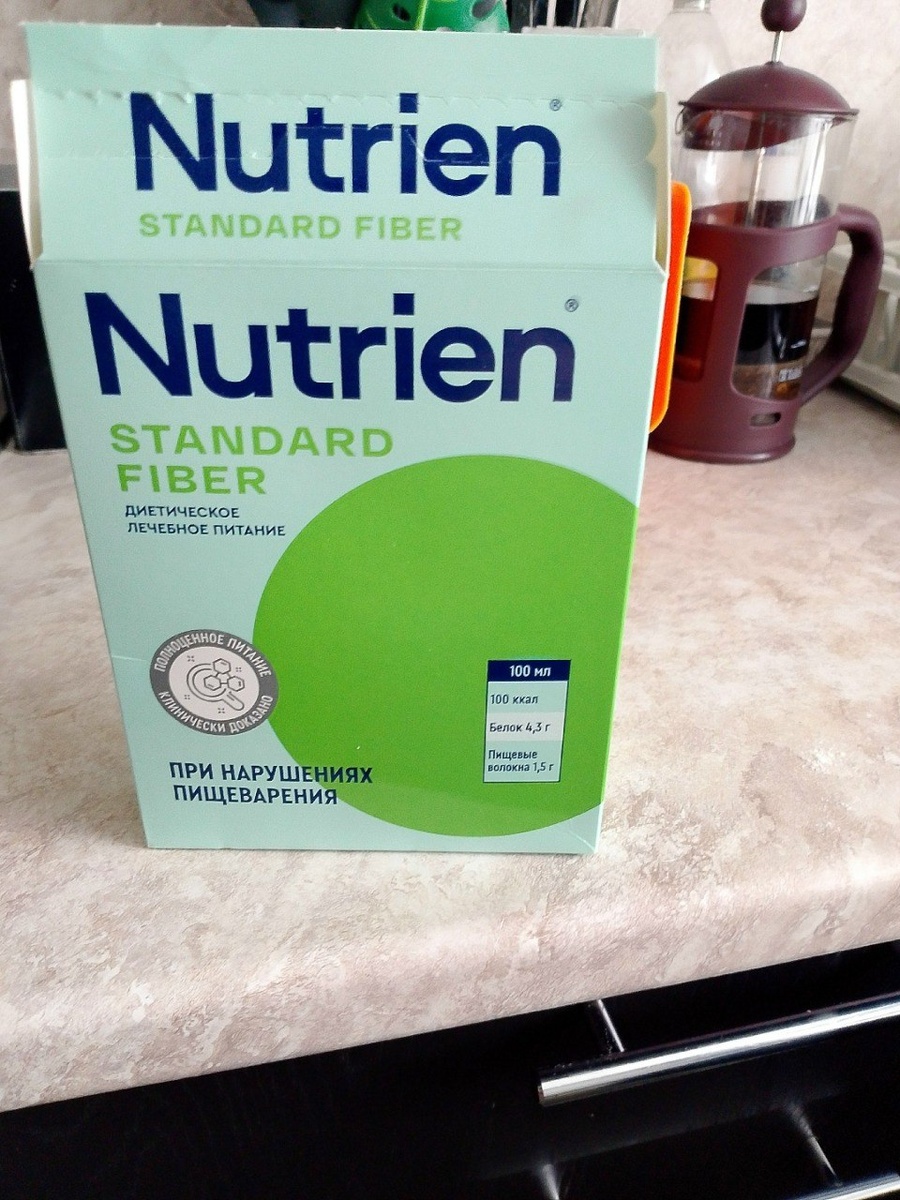 Nutrien®
STANDARD FIBER
Nutrien®
STANDARD
FIBER
ДИЕТИЧЕСКОЕ
ЛЕЧЕБНОЕ ПИТАНИЕ
ПОЛНОЦЕННОЕ ПИТАНИЕ
КЛИНИЧЕСКИ ДОКАЗАНО
100 мл
100 ккал
Белок 4,3 г
Пищевые
волокна 1,5 г
ПРИ НАРУШЕНИЯХ
ПИЩЕВАРЕНИЯ